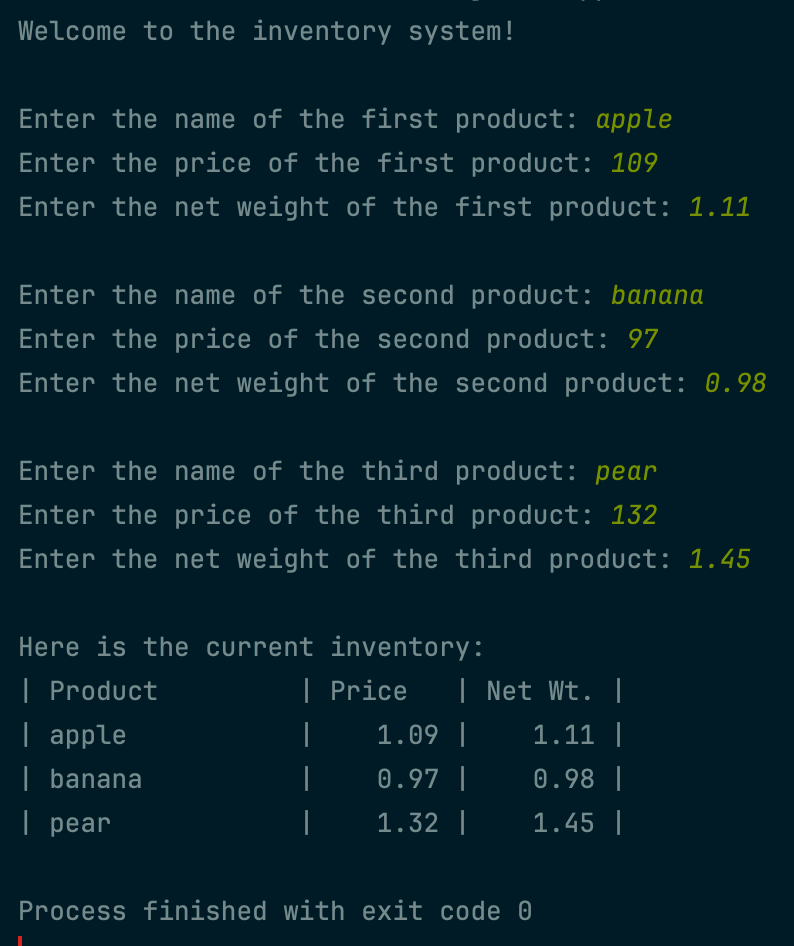 Welcome to the inventory system!
Enter the name of the first product: apple
Enter the price of the first product: 109
Enter the net weight of the first product: 1.11
Enter the name of the second product: banana
Enter the price of the second product: 97
Enter the net weight of the second product: 0.98
Enter the name of the third product: pear
Enter the price of the third product: 132
Enter the net weight of the third product: 1.45
Here is the current inventory:
| Product         | Price   | Net Wt. |
| apple           |    1.09 |    1.11 |
| banana          |    0.97 |    0.98 |
| pear            |    1.32 |    1.45 |
Process finished with exit code 0